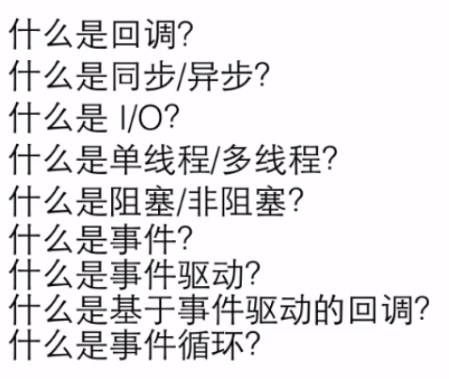 什么是回调?
什么是同步/异步?
什么是 I/O?
什么是单线程/多线程?
什么是阻塞/非阻塞?
什么是事件?
什么是事件驱动?
什么是基于事件驱动的回调?
什么是事件循环?